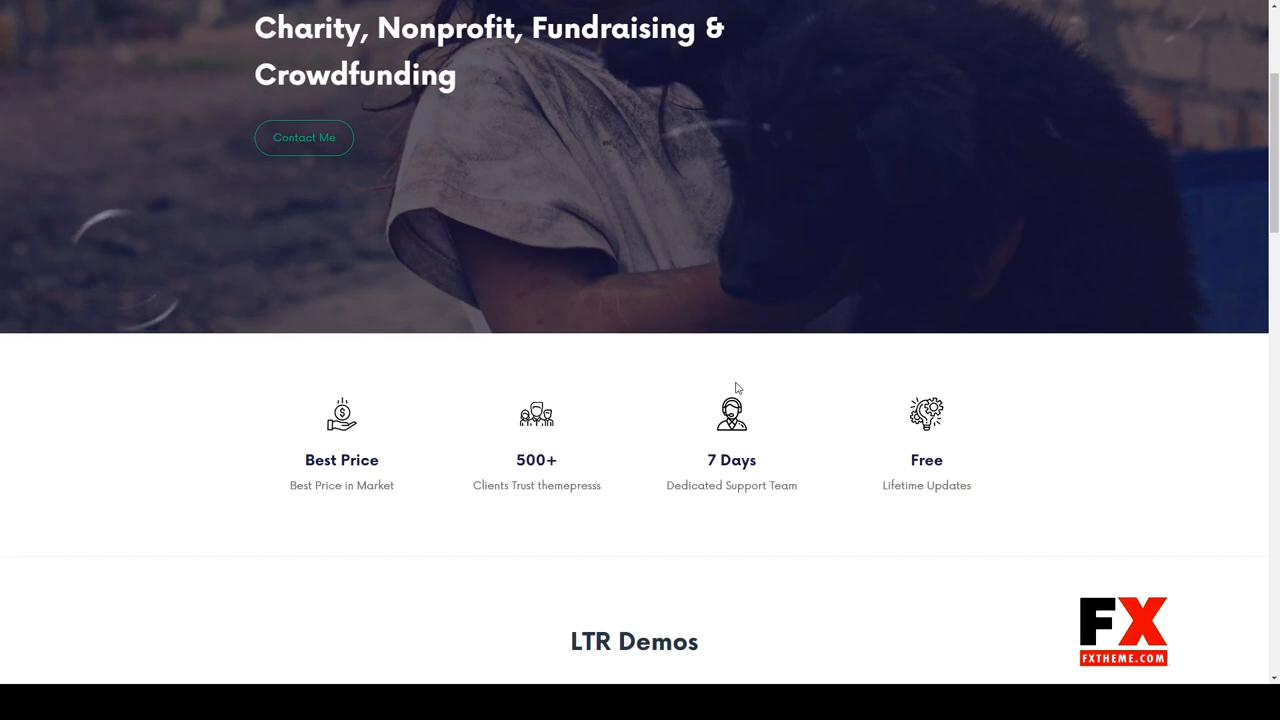 Charity, Nonprofit, Fundraising &
Crowdfunding
Contact Me
Best Price
Best Price in Market
500+
Clients Trust themepresss
7 Days
Dedicated Support Team
Free
Lifetime Updates
LTR Demos
FX
FXTHEME.COM